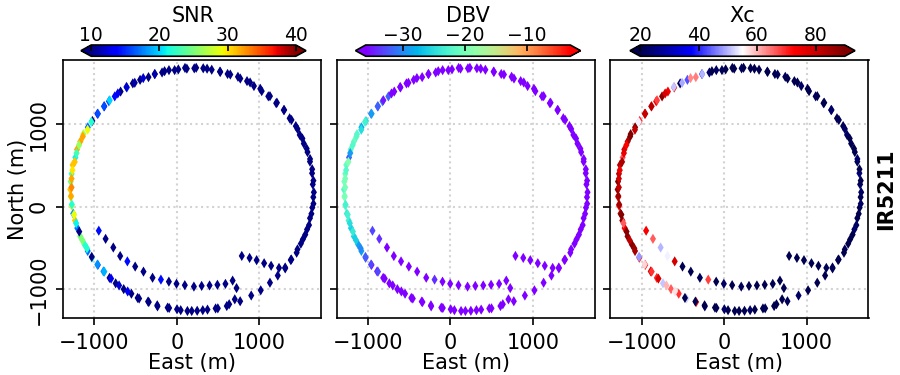 SNR DBV Xc
10 20 30 40 −30 −20 −10 20 40 60 80
1000
0
−1000
North (m)
IR5211
−1000 0 1000 −1000 0 1000 −1000 0 1000
East (m) East (m) East (m)